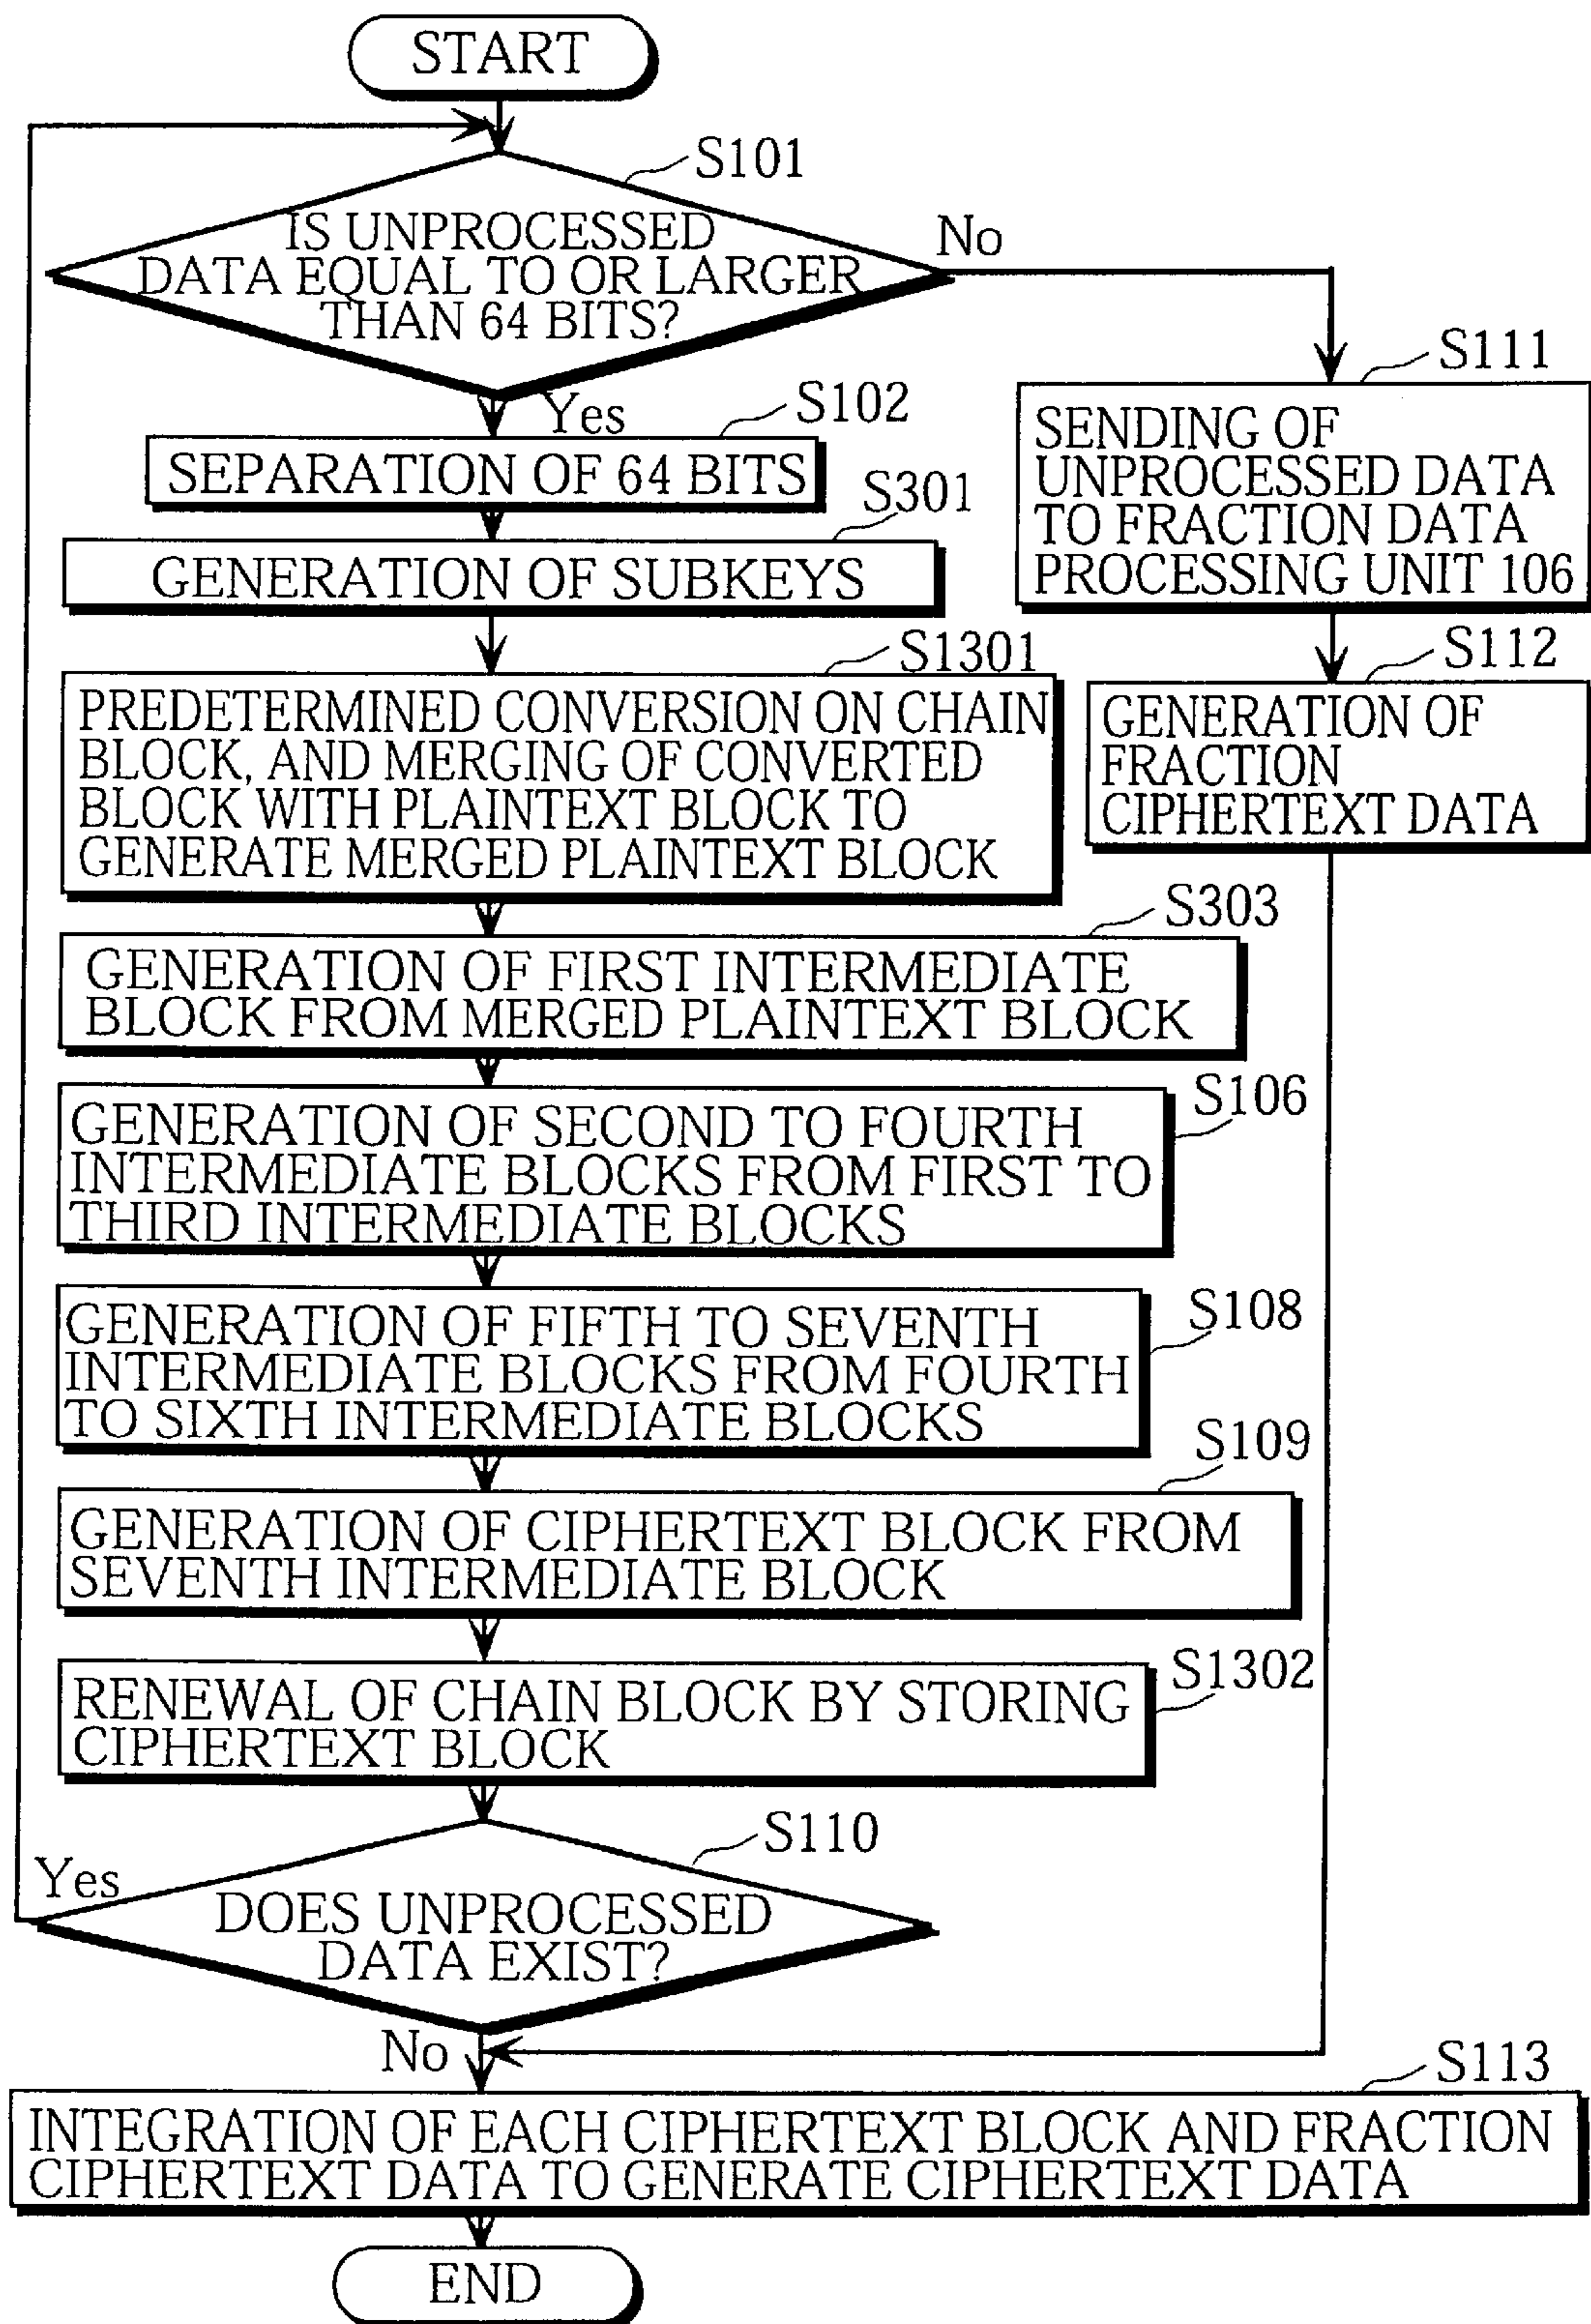 START
S101
IS UNPROCESSED
DATA EQUAL TO OR LARGER
THAN 64 BITS?
No
Yes
S102
SEPARATION OF 64 BITS
S301
GENERATION OF SUBKEYS
S1301
PREDETERMINED CONVERSION ON CHAIN
BLOCK, AND MERGING OF CONVERTED
BLOCK WITH PLAINTEXT BLOCK TO
GENERATE MERGED PLAINTEXT BLOCK
S303
GENERATION OF FIRST INTERMEDIATE
BLOCK FROM MERGED PLAINTEXT BLOCK
S106
GENERATION OF SECOND TO FOURTH
INTERMEDIATE BLOCKS FROM FIRST TO
THIRD INTERMEDIATE BLOCKS
S108
GENERATION OF FIFTH TO SEVENTH
INTERMEDIATE BLOCKS FROM FOURTH
TO SIXTH INTERMEDIATE BLOCKS
S109
GENERATION OF CIPHERTEXT BLOCK FROM
SEVENTH INTERMEDIATE BLOCK
S1302
RENEWAL OF CHAIN BLOCK BY STORING
CIPHERTEXT BLOCK
S110
Yes
DOES UNPROCESSED
DATA EXIST?
No
S111
SENDING OF
UNPROCESSED DATA
TO FRACTION DATA
PROCESSING UNIT 106
S112
GENERATION OF
FRACTION
CIPHERTEXT DATA
S113
INTEGRATION OF EACH CIPHERTEXT BLOCK AND FRACTION
CIPHERTEXT DATA TO GENERATE CIPHERTEXT DATA
END